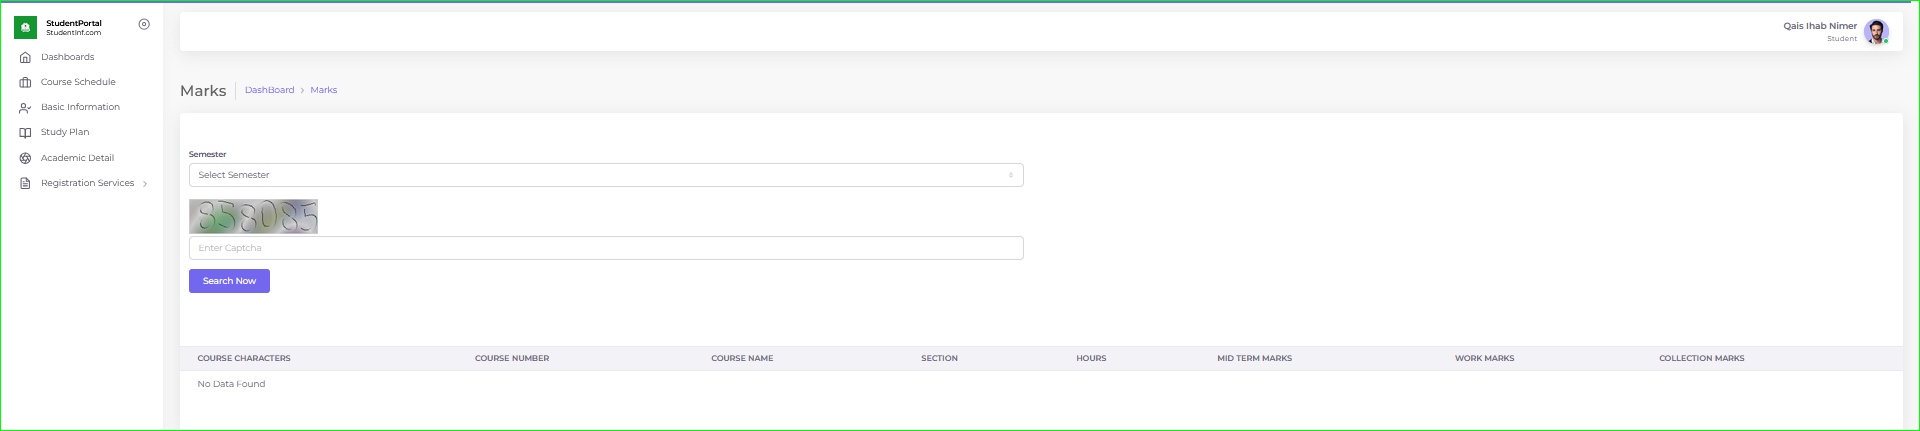 StudentPortal
StudentInf.com
Dashboards
Course Schedule
Basic Information
Study Plan
Academic Detail
Registration Services
Qais Ihab Nimer
Student
Marks
DashBoard > Marks
Semester
Select Semester
858085
Enter Captcha
Search Now
COURSE CHARACTERS COURSE NUMBER COURSE NAME SECTION HOURS MID TERM MARKS WORK MARKS COLLECTION MARKS
No Data Found